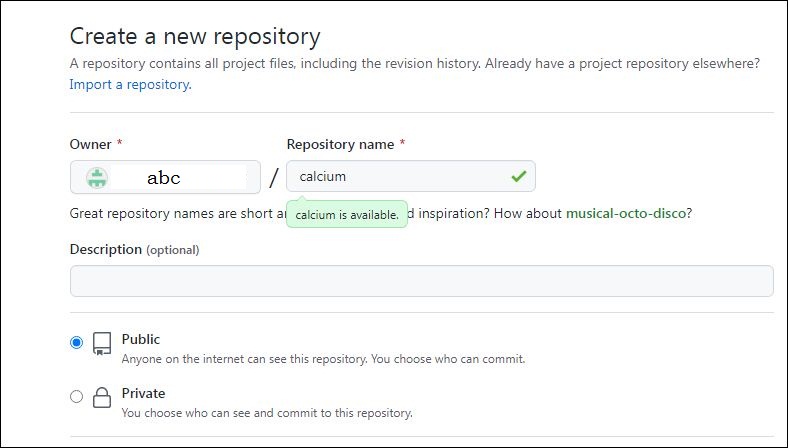 Create a new repository
A repository contains all project files, including the revision history. Already have a project repository elsewhere?
Import a repository.
Owner * Repository name *
abc / calcium
Great repository names are short a d inspiration? How about musical-octo-disco?
calcium is available.
Description (optional)
Public
Anyone on the internet can see this repository. You choose who can commit.
Private
You choose who can see and commit to this repository.